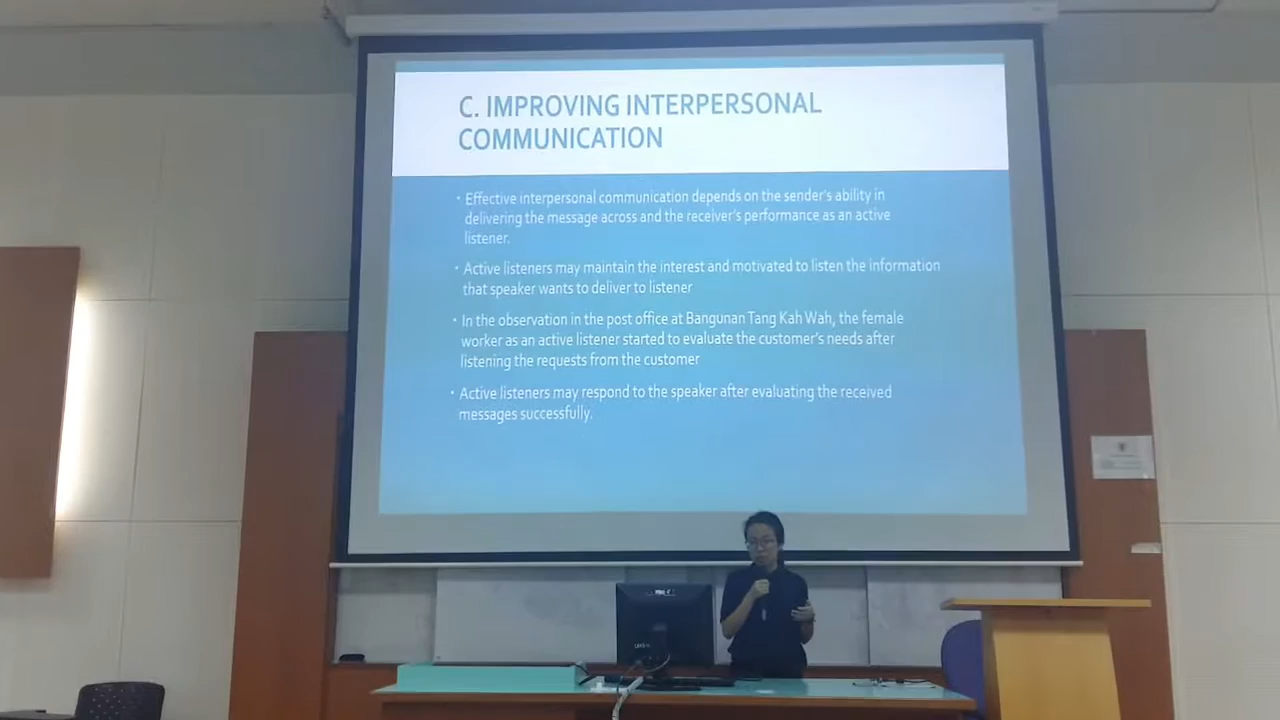 C. IMPROVING INTERPERSONAL
COMMUNICATION
• Effective interpersonal communication depends on the sender's ability in
delivering the message across and the receiver's performance as an active
listener.
• Active listeners may maintain the interest and motivated to listen the information
that speaker wants to deliver to listener
• In the observation in the post office at Bangunan Tang Kah Wah, the female
worker as an active listener started to evaluate the customer's needs after
listening the requests from the customer
• Active listeners may respond to the speaker after evaluating the received
messages successfully.